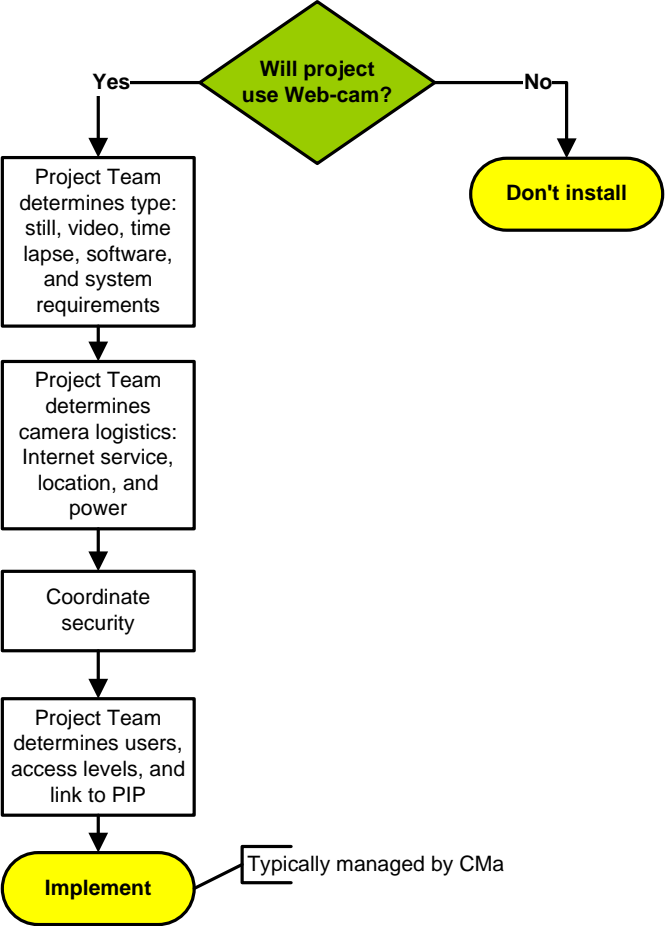 Will project
use Web-cam?
Yes
No
Project Team
determines type:
still, video, time
lapse, software,
and system
requirements
Don't install
Project Team
determines
camera logistics:
Internet service,
location, and
power
Coordinate
security
Project Team
determines users,
access levels, and
link to PIP
Implement
Typically managed by CMa